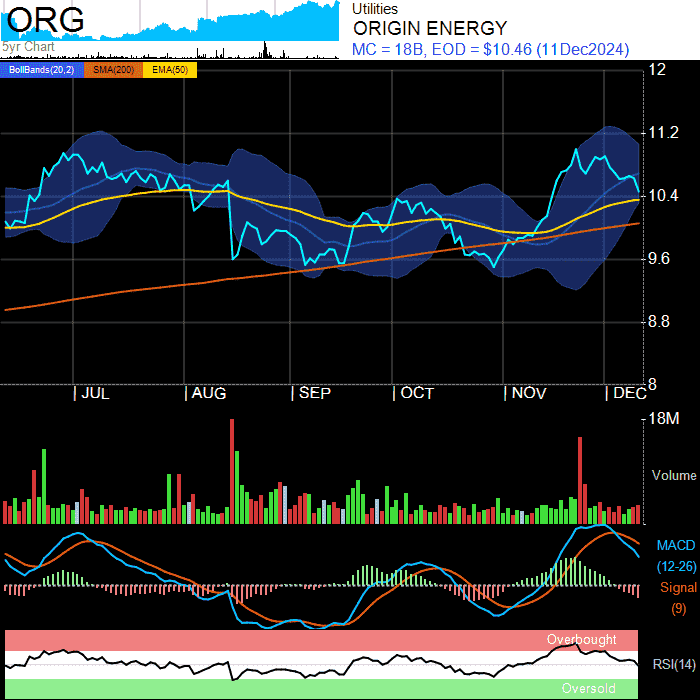 ORG
5yr Chart
Utilities
ORIGIN ENERGY
MC = 18B, EOD = $10.46 (11Dec2024)
BollBands(20,2) SMA(200) EMA(50)
12
11.2
10.4
9.6
8.8
8
JUL AUG SEP OCT NOV DEC
18M
Volume
MACD
(12-26)
Signal
(9)
Overbought
RSI(14)
Oversold